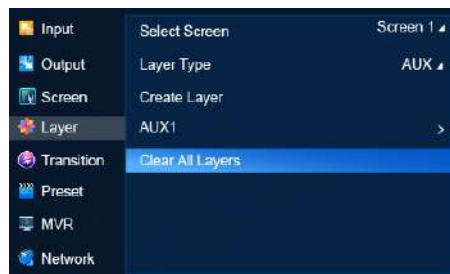 Input
Output
Screen
Layer
Transition
Preset
MVR
Network
Select Screen Screen 1
Layer Type AUX
Create Layer
AUX1 >
Clear All Layers